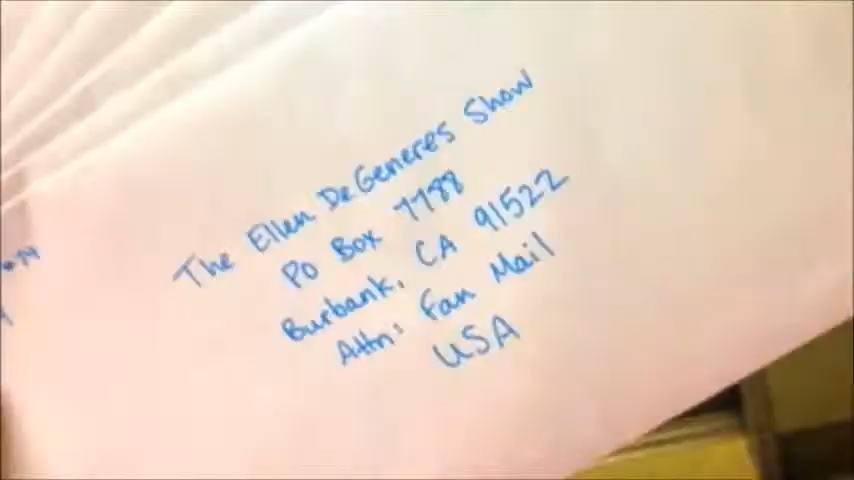 The Ellen DeGeneres Show
PO Box 7788
Burbank, CA 91522
Attn: Fan Mail
USA